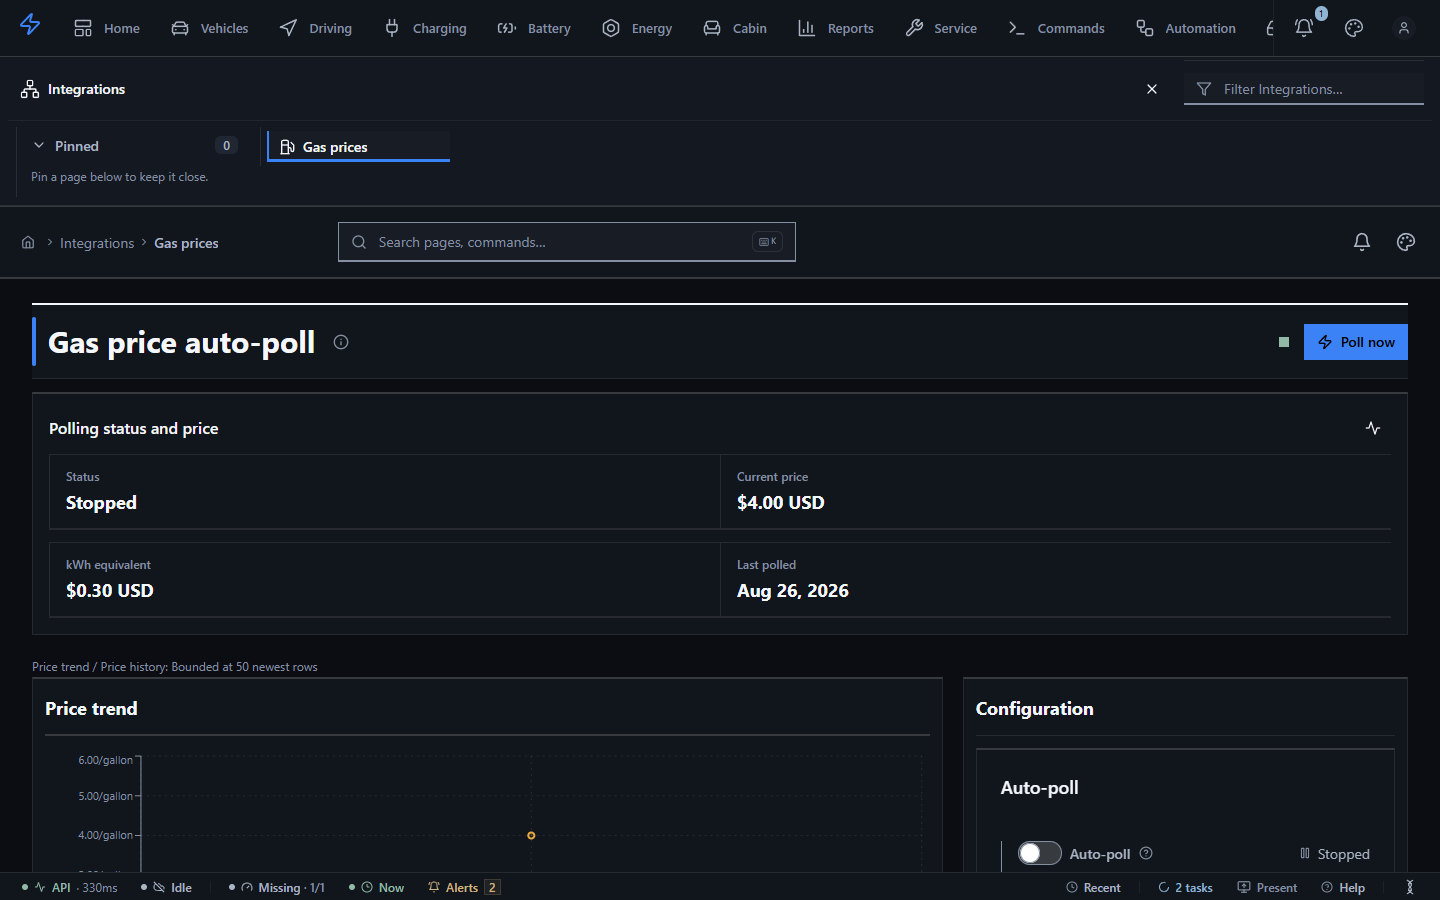 Home Vehicles Driving Charging Battery Energy Cabin Reports Service Commands Automation 1
Integrations
Filter Integrations...
Pinned 0
Gas prices
Pin a page below to keep it close.
Integrations Gas prices
Search pages, commands... K
Gas price auto-poll
Poll now
Polling status and price
Status
Stopped
Current price
$4.00 USD
kWh equivalent
$0.30 USD
Last polled
Aug 26, 2026
Price trend / Price history: Bounded at 50 newest rows
Price trend
6.00/gallon
5.00/gallon
4.00/gallon
Configuration
Auto-poll
Auto-poll Stopped
API · 330ms Idle Missing · 1/1 Now Alerts 2 Recent 2 tasks Present Help